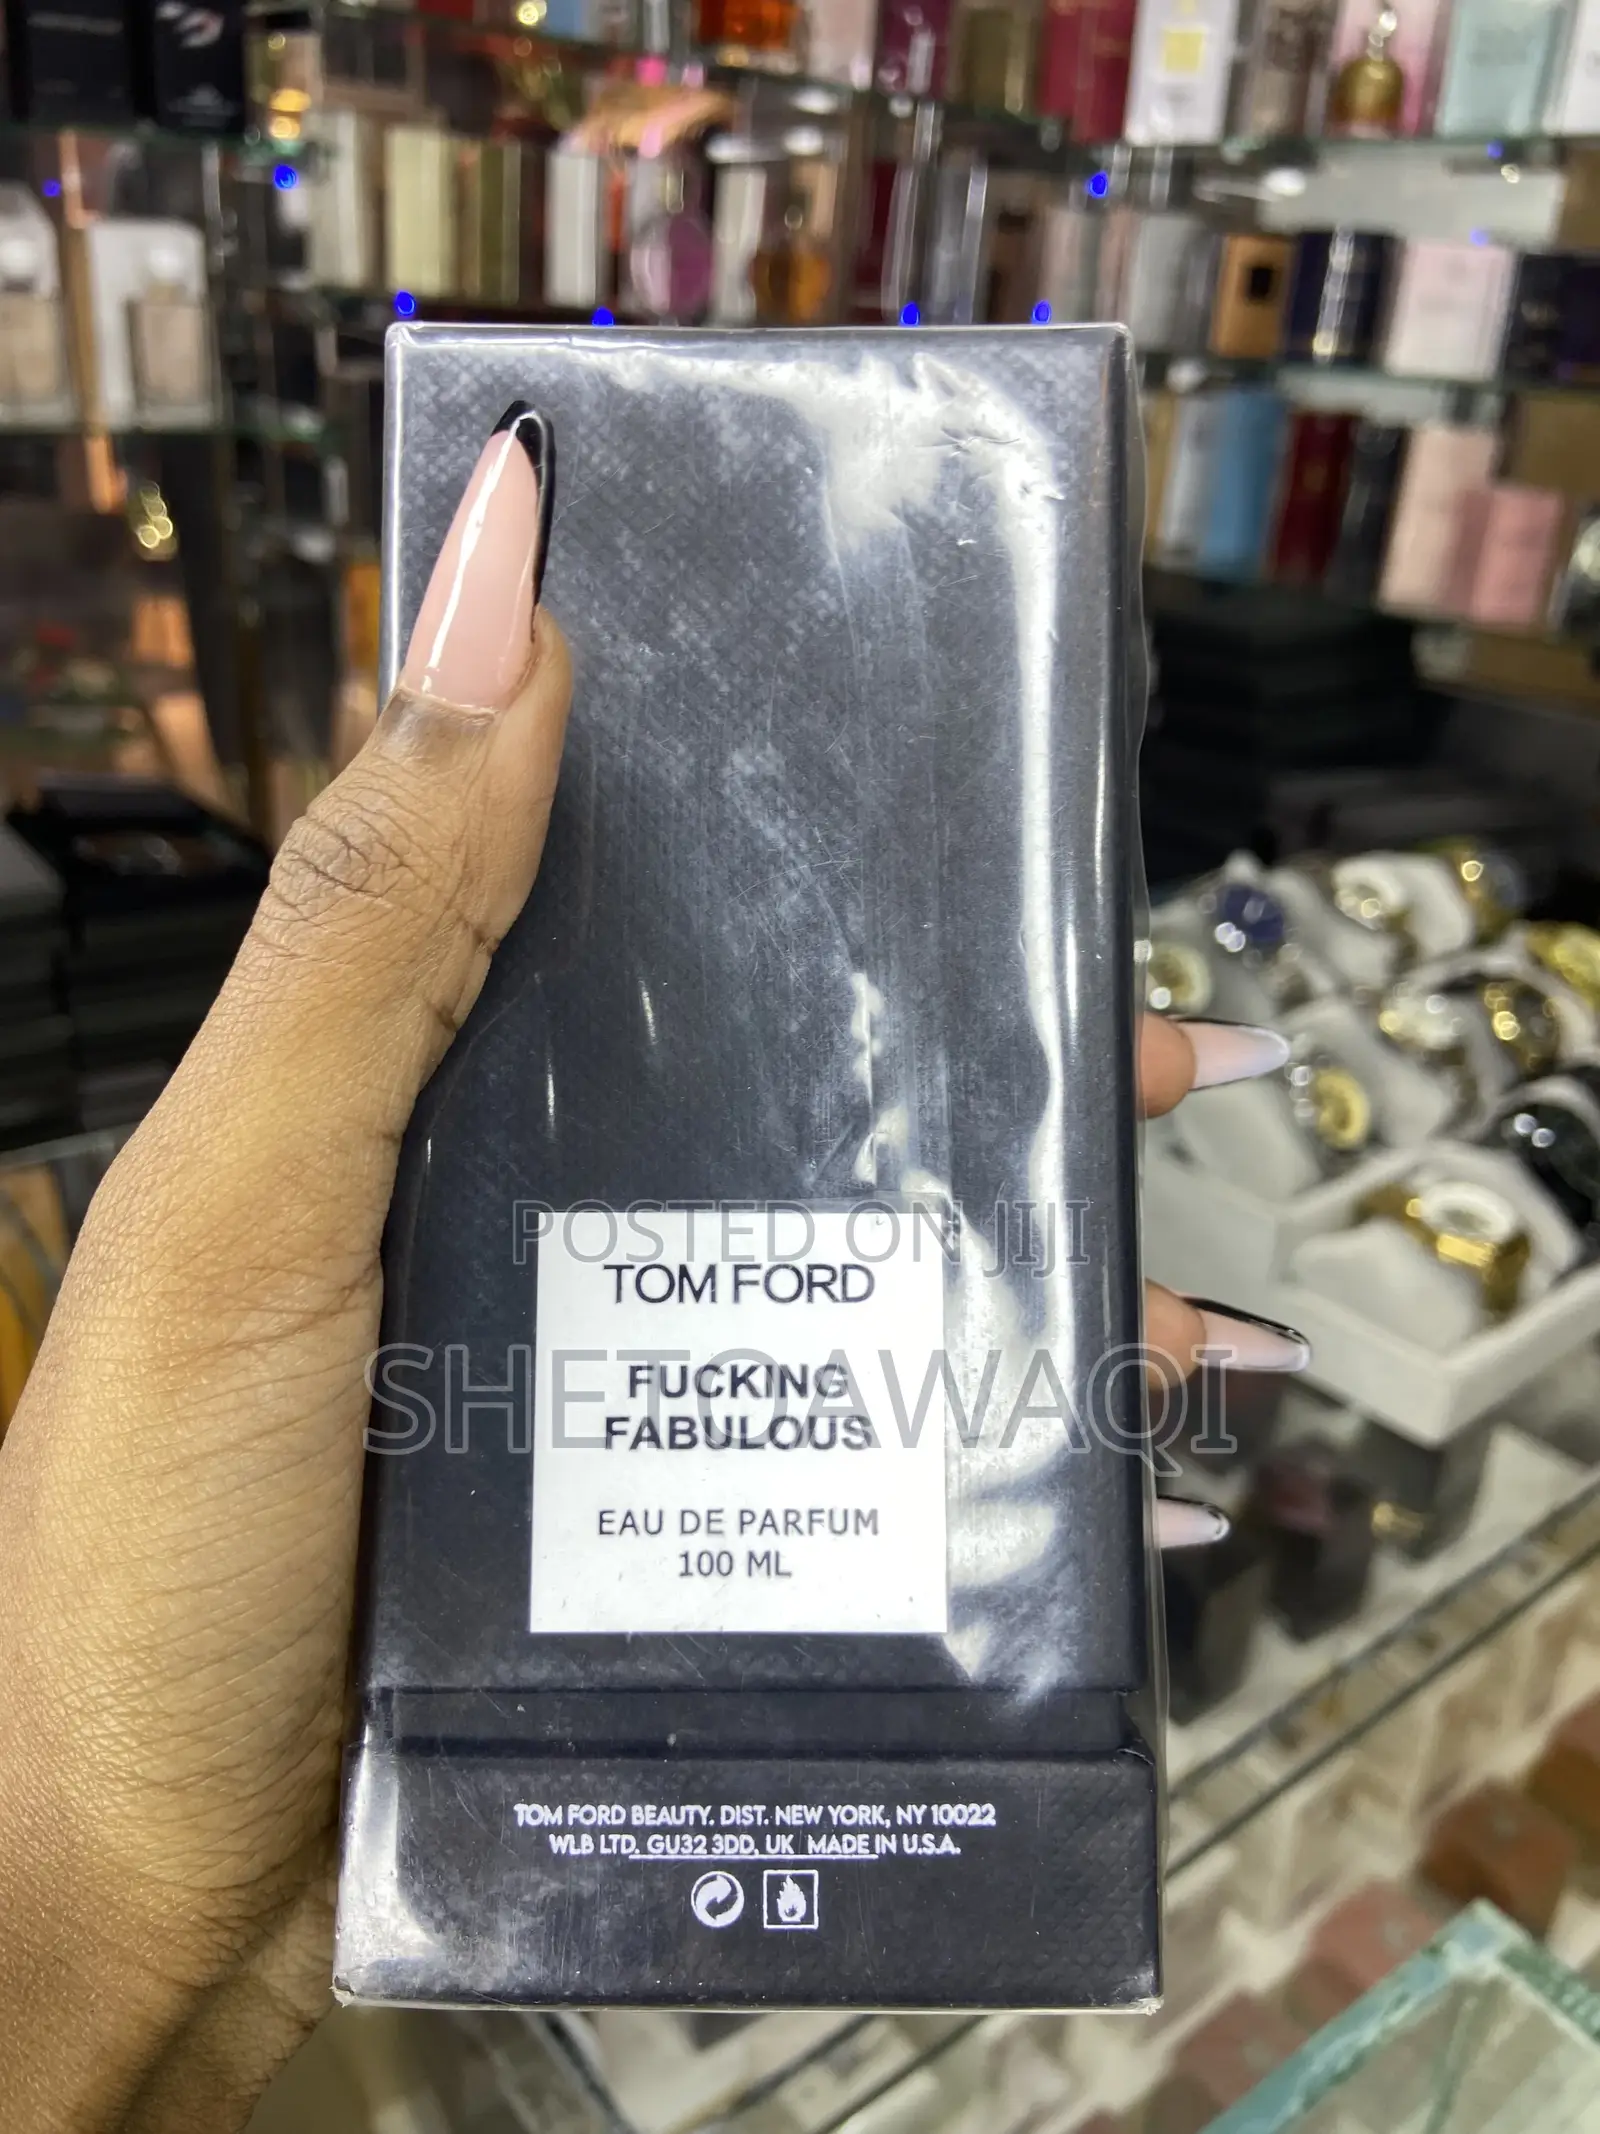 POSTED ON JIJI
TOM FORD
SHETOAWAQI
FUCKING
FABULOUS
EAU DE PARFUM
100 ML
TOM FORD BEAUTY. DIST. NEW YORK, NY 10022
WLB LTD. GU32 3DD, UK MADE IN U.S.A.